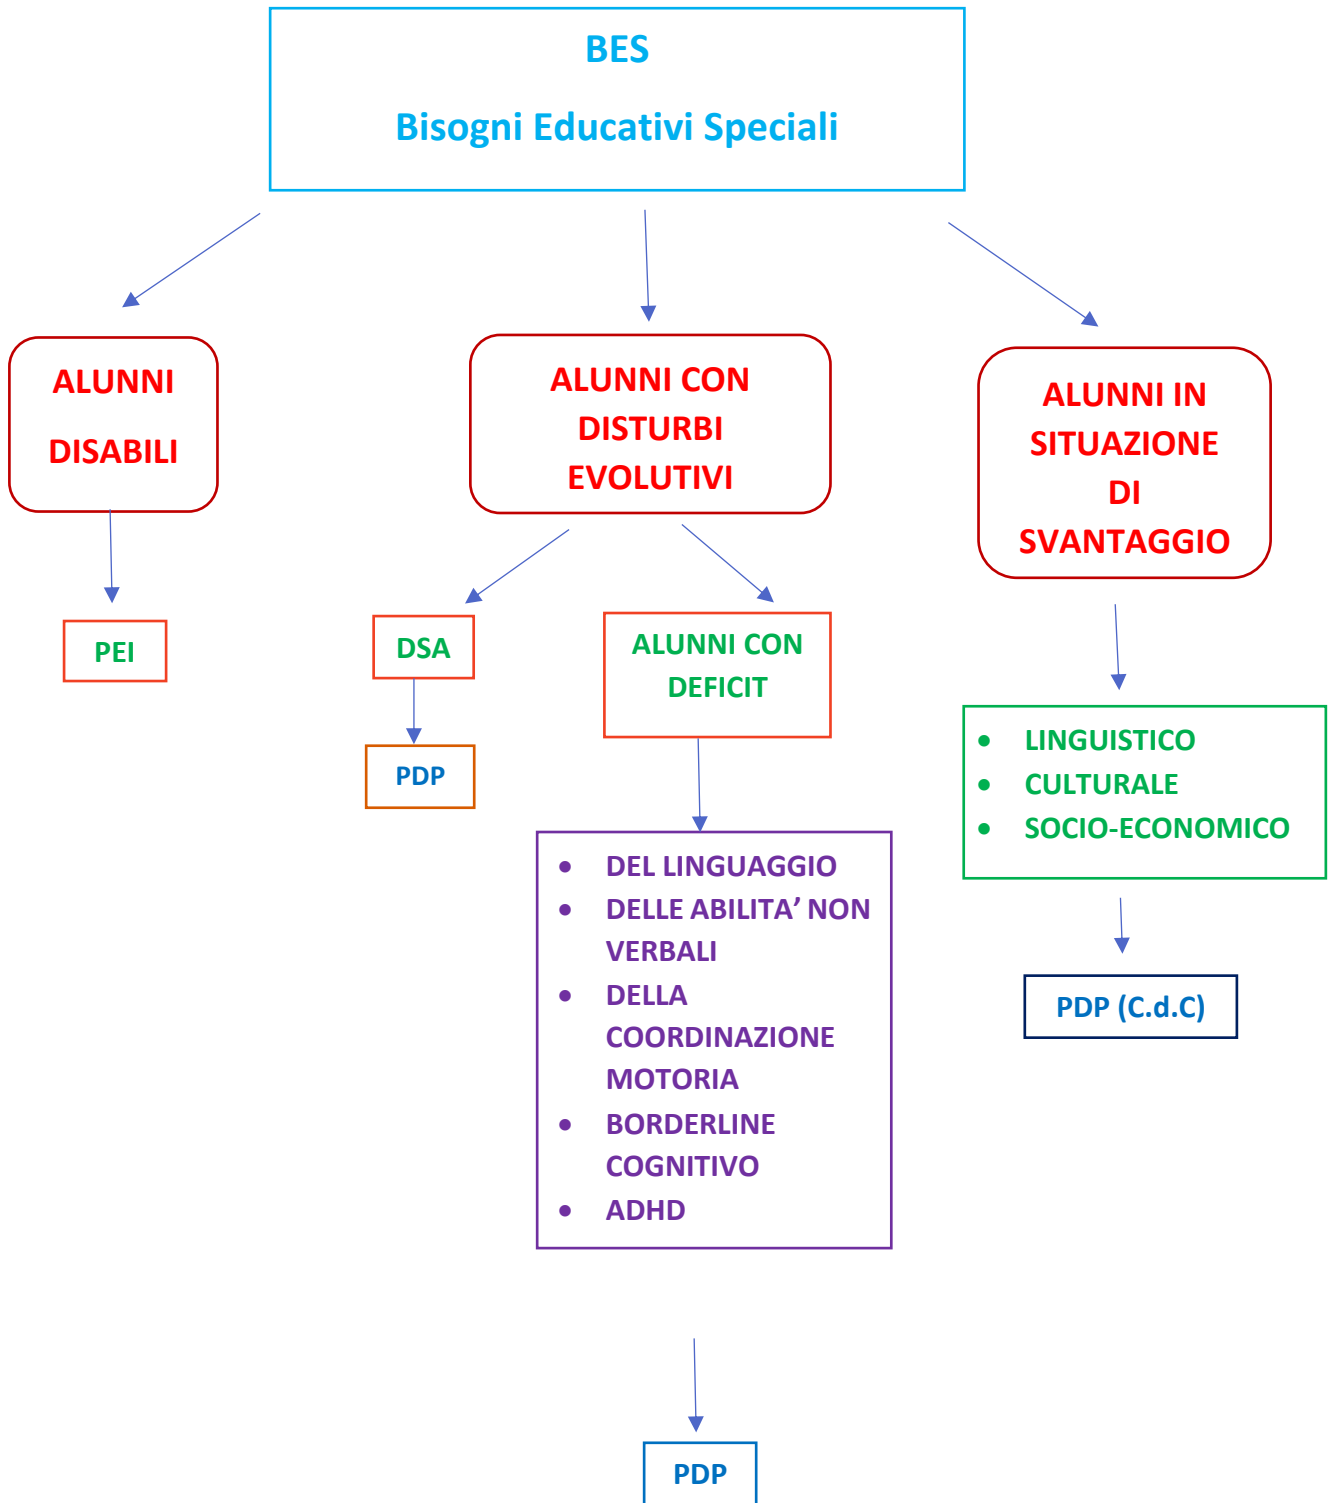 BES
Bisogni Educativi Speciali
ALUNNI
DISABILI
ALUNNI CON
DISTURBI
EVOLUTIVI
ALUNNI IN
SITUAZIONE
DI
SVANTAGGIO
PEI
DSA
ALUNNI CON
DEFICIT
PDP
• LINGUISTICO
• CULTURALE
• SOCIO-ECONOMICO
• DEL LINGUAGGIO
• DELLE ABILITA’ NON
VERBALI
• DELLA
COORDINAZIONE
MOTORIA
• BORDERLINE
COGNITIVO
• ADHD
PDP (C.d.C)
PDP